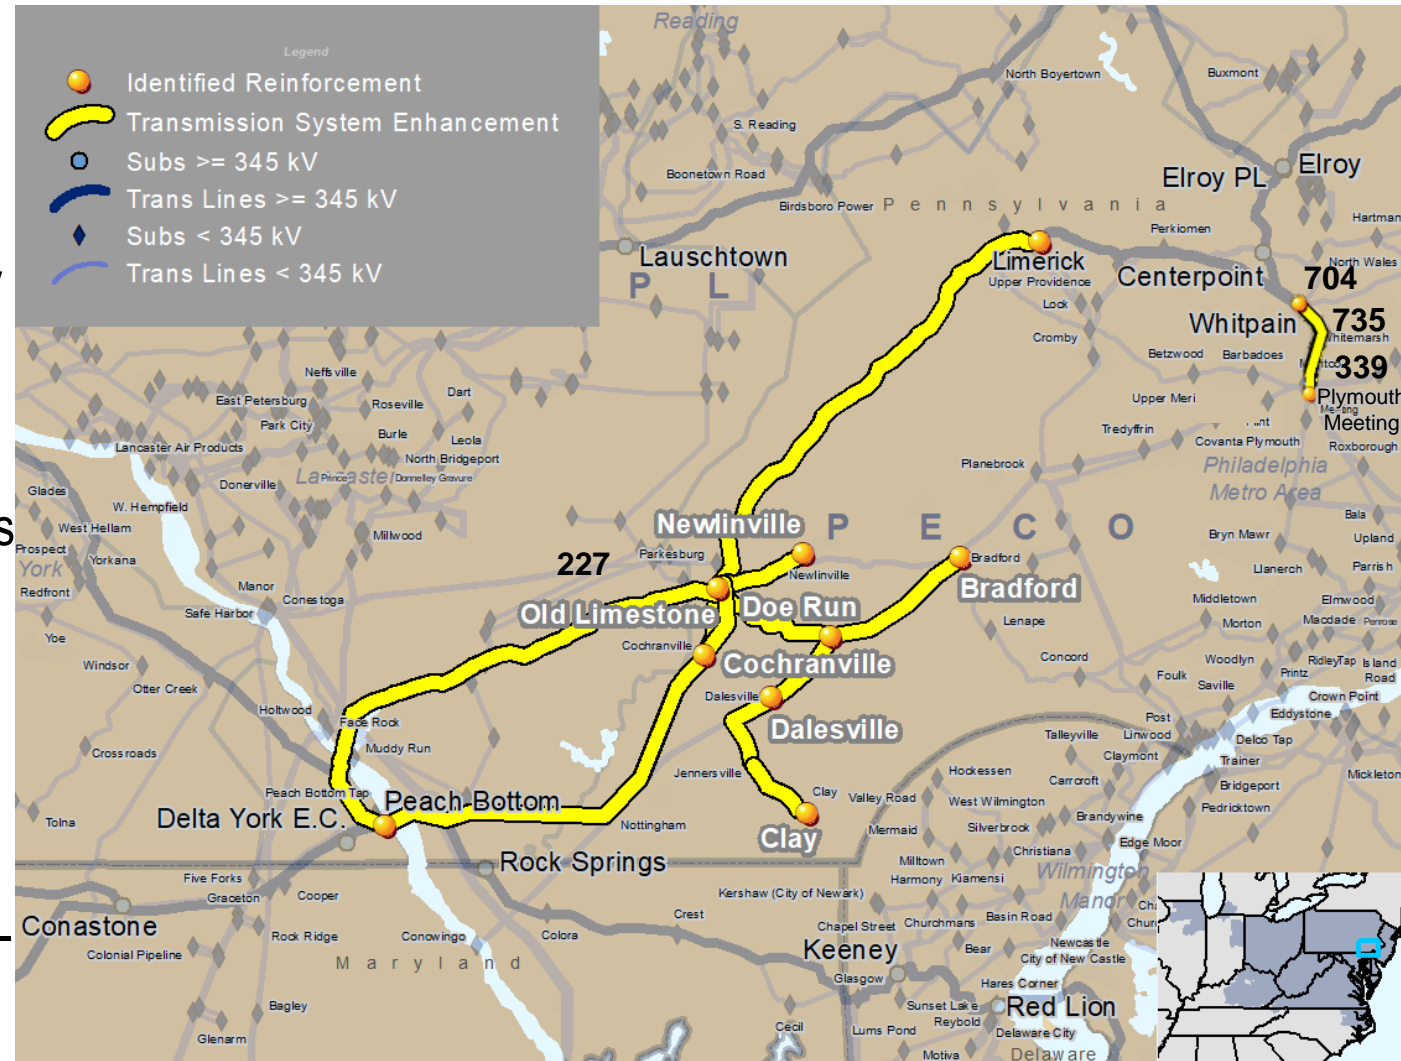 Legend
Identified Reinforcement
Transmission System Enhancement
Subs >= 345 kV
Trans Lines >= 345 kV
Subs < 345 kV
Trans Lines < 345 kV
Reading
North Boyertown
Buxmont
S. Reading
Boonetown Road
Elroy PL
Elroy
Birdsboro Power
Pennsylvania
Hartman
Perkiomen
Lauschtown
P L
Limerick
Upper Providence
Centerpoint
North Wales
704
Lock
Whitpain
735
Whitemarsh
Cromby
Betzwood
Barbadoes
339
Neffsville
East Petersburg
Roseville
Dart
Upper Meri
Plymouth
Meeting
Park City
Burle
Leola
Tredyffrin
Covanta Plymouth
Roxborough
Lancaster Air Products
North Bridgeport
Planebrook
Philadelphia
Metro Area
Lancaster
Prince
Donnelley Gravure
Donerville
Glades
W. Hempfield
West Hellam
Millwood
Newlinville
P E C O
Bala
Bryn Mawr
Upland
Prospect
York
Yorkana
227
Parkesburg
Newlinville
Bradford
Bradford
Llanerch
Parrish
Redfront
Manor
Conestoga
Safe Harbor
Old Limestone
Doe Run
Middletown
Elmwood
Morton
Macdade
Penrose
Lenape
Yoe
Cochranville
Cochranville
Concord
Woodlyn
RidleyTap
Island
Road
Windsor
Otter Creek
Dalesville
Dalesville
Foulk
Saville
Printz
Crown Point
Holtwood
Face Rock
Muddy Run
Post
Linwood
Eddystone
Talleyville
Claymont
Delco Tap
Crossroads
Jennersville
Hockessen
Trainer
Carrcroft
Bridgeport
Mickleton
Peach Bottom Tap
Peach Bottom
Delta York E.C.
Clay
Clay
Valley Road
West Wilmington
Pedricktown
Tolna
Nottingham
Mermaid
Silverbrook
Brandywine
Christiana
Edge Moor
Rock Springs
Milltown
Harmony
Kiamensi
Wilmington
Manor
Five Forks
Graceton
Cooper
Kershaw (City of Newark)
Conastone
Crest
Chapel Street
Churchmans
Basin Road
Rock Ridge
Conowingo
Colora
Keeney
Bear
Newcastle
City of New Castle
Colonial Pipeline
Maryland
Glasgow
Hares Corner
Bagley
Sunset Lake
Reybold
Red Lion
Glenarm
Cecil
Lums Pond
Delaware City
Motiva
Delaware